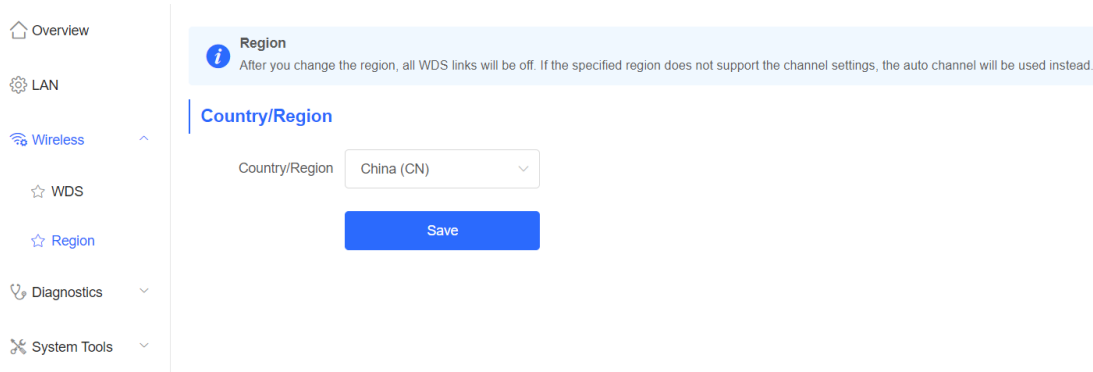 Overview
LAN
Wireless
WDS
Region
Diagnostics
System Tools
Region
After you change the region, all WDS links will be off. If the specified region does not support the channel settings, the auto channel will be used instead.
Country/Region
Country/Region China (CN)
Save